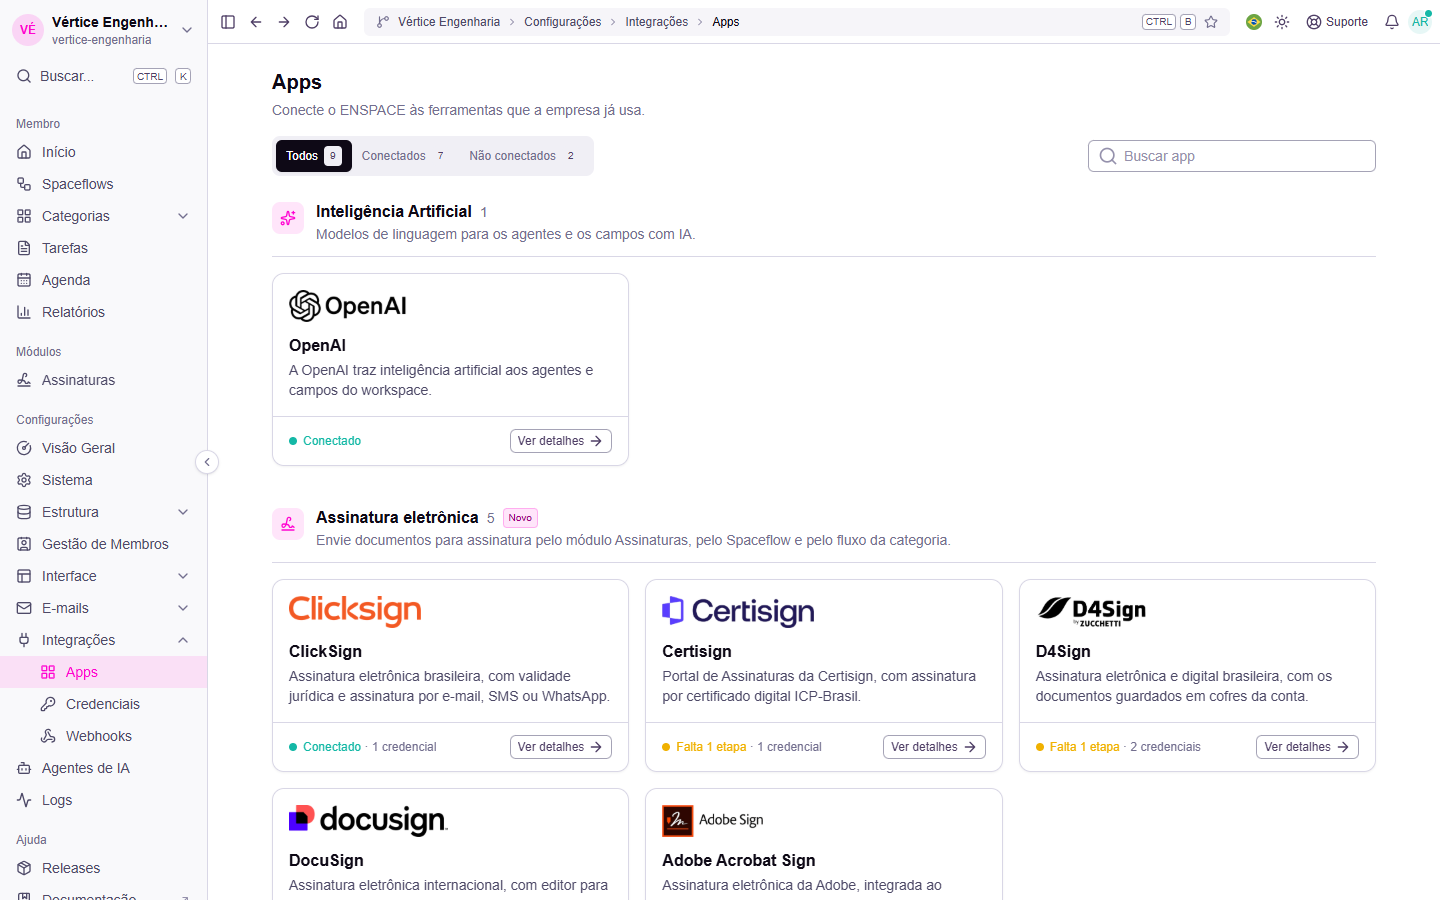 VÉ
Vértice Engenh...
vertice-engenharia
Buscar...
CTRL K
Membro
Início
Spaceflows
Categorias
Tarefas
Agenda
Relatórios
Módulos
Assinaturas
Configurações
Visão Geral
Sistema
Estrutura
Gestão de Membros
Interface
E-mails
Integrações
Apps
Credenciais
Webhooks
Agentes de IA
Logs
Ajuda
Releases
Documentação
Vértice Engenharia
Configurações
Integrações
Apps
CTRL B
Suporte
AR
Apps
Conecte o ENSPACE às ferramentas que a empresa já usa.
Todos 9
Conectados 7
Não conectados 2
Buscar app
Inteligência Artificial 1
Modelos de linguagem para os agentes e os campos com IA.
OpenAI
OpenAI
A OpenAI traz inteligência artificial aos agentes e
campos do workspace.
Conectado
Ver detalhes
Assinatura eletrônica 5 Novo
Envie documentos para assinatura pelo módulo Assinaturas, pelo Spaceflow e pelo fluxo da categoria.
Clicksign
ClickSign
Assinatura eletrônica brasileira, com validade
jurídica e assinatura por e-mail, SMS ou WhatsApp.
Conectado · 1 credencial
Ver detalhes
Certisign
Certisign
Portal de Assinaturas da Certisign, com assinatura
por certificado digital ICP-Brasil.
Falta 1 etapa · 1 credencial
Ver detalhes
D4Sign
by ZUCCHETTI
D4Sign
Assinatura eletrônica e digital brasileira, com os
documentos guardados em cofres da conta.
Falta 1 etapa · 2 credenciais
Ver detalhes
docusign
DocuSign
Assinatura eletrônica internacional, com editor para
Adobe Sign
Adobe Acrobat Sign
Assinatura eletrônica da Adobe, integrada ao